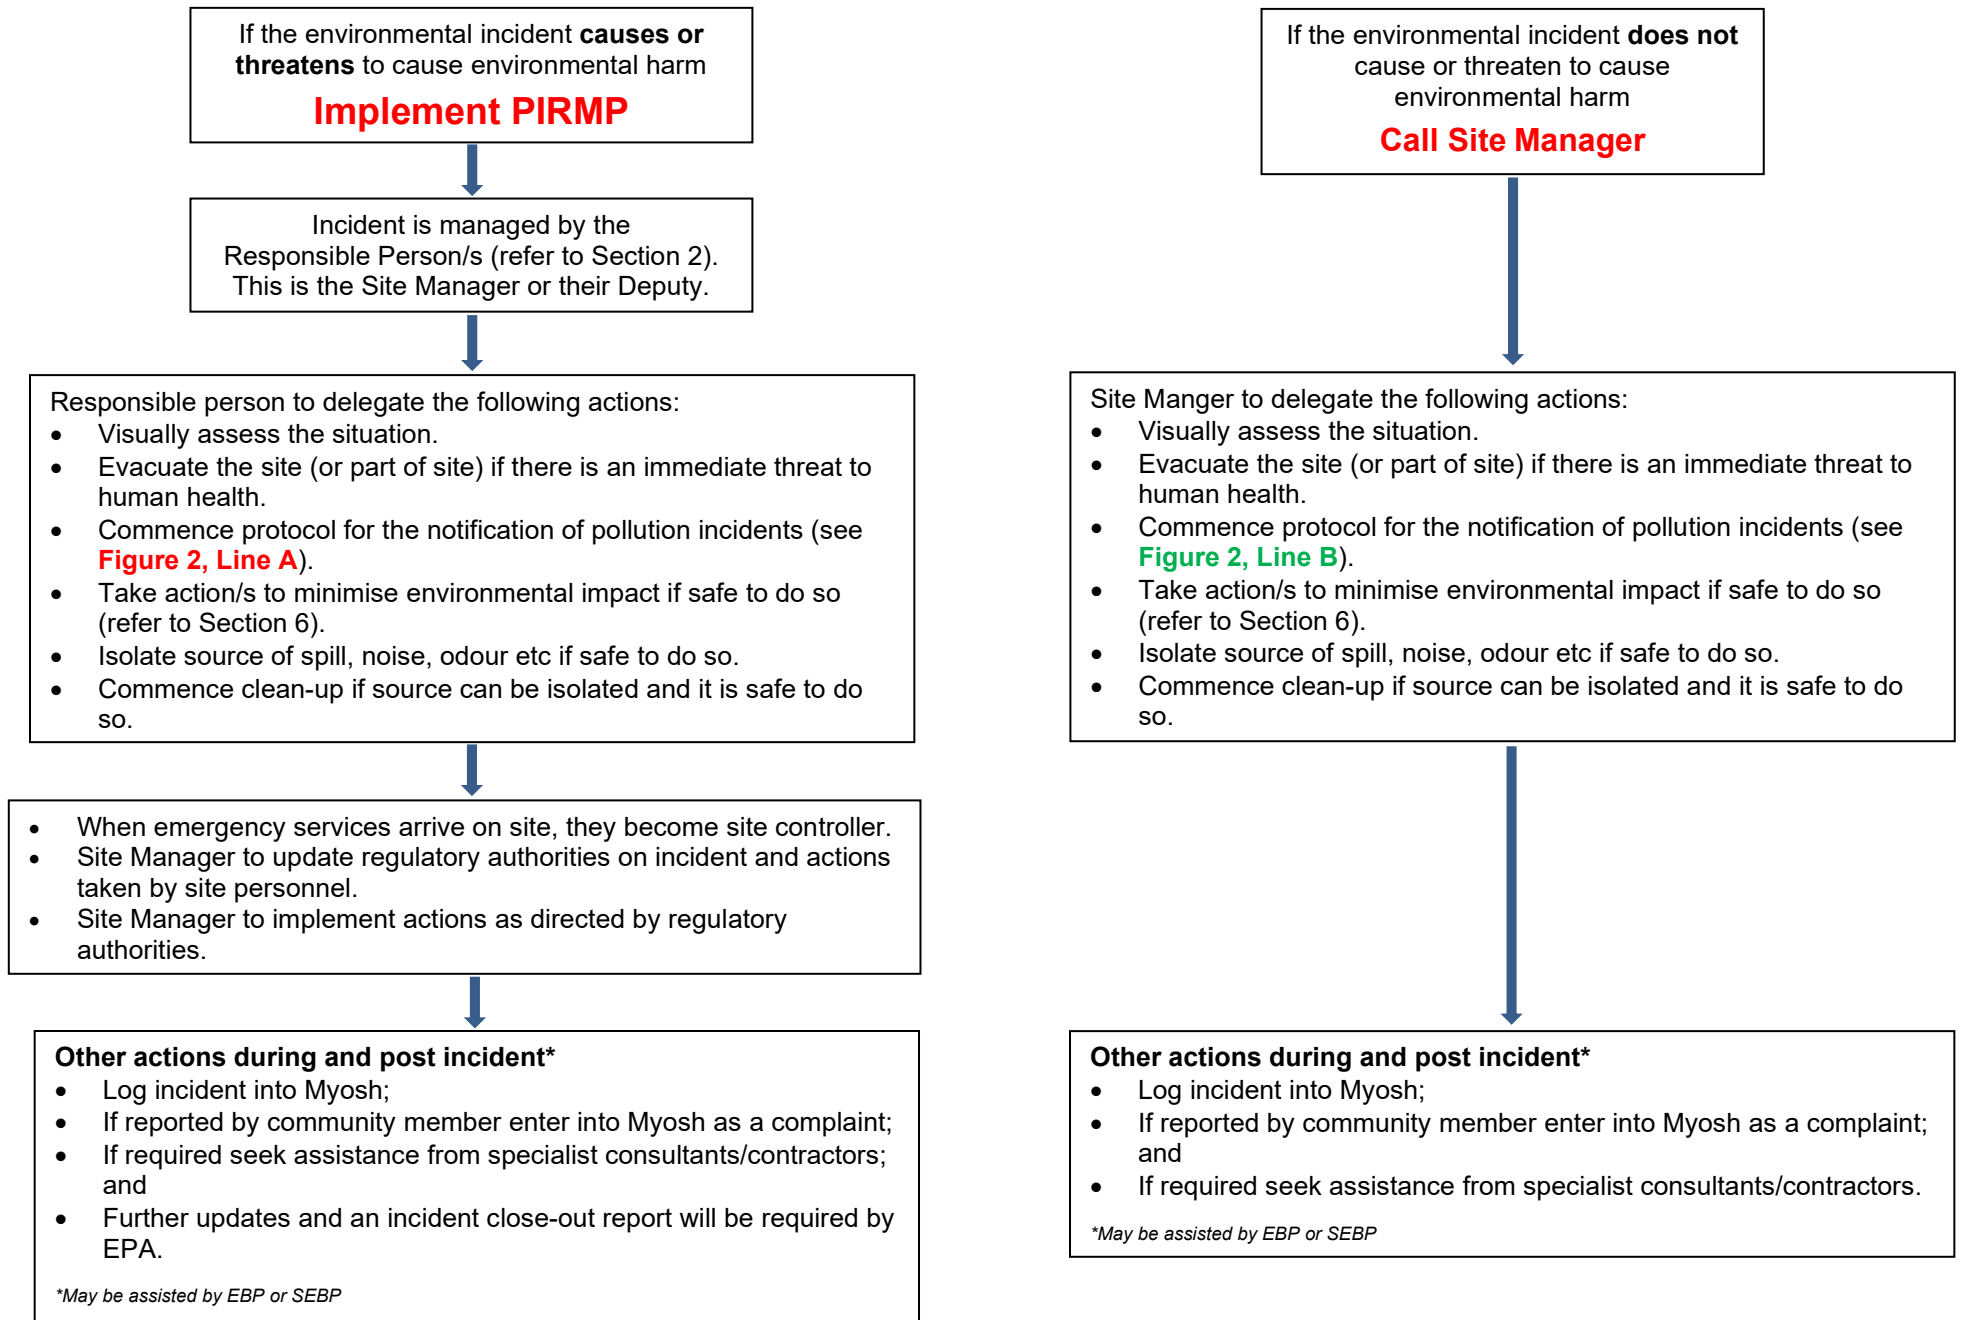 If the environmental incident causes or
threatens to cause environmental harm
Implement PIRMP
Incident is managed by the
Responsible Person/s (refer to Section 2).
This is the Site Manager or their Deputy.
Responsible person to delegate the following actions:
• Visually assess the situation.
• Evacuate the site (or part of site) if there is an immediate threat to
human health.
• Commence protocol for the notification of pollution incidents (see
Figure 2, Line A).
• Take action/s to minimise environmental impact if safe to do so
(refer to Section 6).
• Isolate source of spill, noise, odour etc if safe to do so.
• Commence clean-up if source can be isolated and it is safe to do
so.
• When emergency services arrive on site, they become site controller.
• Site Manager to update regulatory authorities on incident and actions
taken by site personnel.
• Site Manager to implement actions as directed by regulatory
authorities.
Other actions during and post incident*
• Log incident into Myosh;
• If reported by community member enter into Myosh as a complaint;
• If required seek assistance from specialist consultants/contractors;
and
• Further updates and an incident close-out report will be required by
EPA.
*May be assisted by EBP or SEBP
If the environmental incident does not
cause or threaten to cause
environmental harm
Call Site Manager
Site Manger to delegate the following actions:
• Visually assess the situation.
• Evacuate the site (or part of site) if there is an immediate threat to
human health.
• Commence protocol for the notification of pollution incidents (see
Figure 2, Line B).
• Take action/s to minimise environmental impact if safe to do so
(refer to Section 6).
• Isolate source of spill, noise, odour etc if safe to do so.
• Commence clean-up if source can be isolated and it is safe to do
so.
Other actions during and post incident*
• Log incident into Myosh;
• If reported by community member enter into Myosh as a complaint;
and
• If required seek assistance from specialist consultants/contractors.
*May be assisted by EBP or SEBP